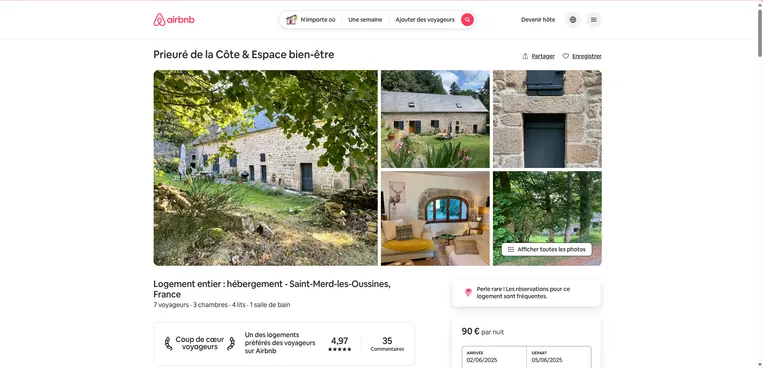 airbnb
N'importe où
Une semaine
Ajouter des voyageurs
Devenir hôte
Prieuré de la Côte & Espace bien-être
Partager
Enregistrer
Afficher toutes les photos
Logement entier : hébergement - Saint-Merd-les-Oussines,
France
7 voyageurs · 3 chambres · 4 lits · 1 salle de bain
Perle rare ! Les réservations pour ce
logement sont fréquentes.
Coup de cœur
voyageurs
Un des logements
préférés des voyageurs
sur Airbnb
4,97
35
Commentaires
90 € par nuit
ARRIVÉE
02/06/2025
DÉPART
05/06/2025